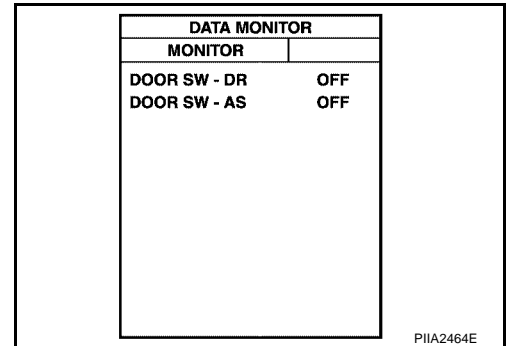 DATA MONITOR
MONITOR
DOOR SW - DR OFF
DOOR SW - AS OFF
PIIA2464E